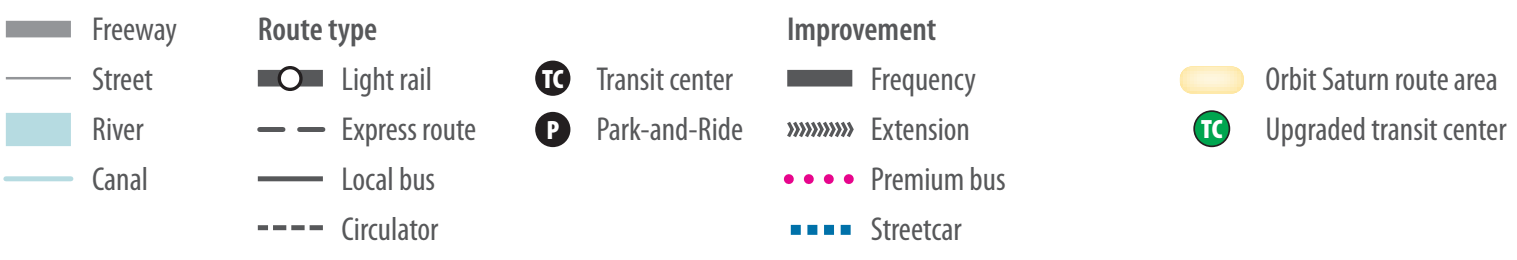 Freeway
Street
River
Canal
Route type
Light rail
Express route
Local bus
Circulator
TC Transit center
P Park-and-Ride
Improvement
Frequency
Extension
Premium bus
Streetcar
Orbit Saturn route area
TC Upgraded transit center